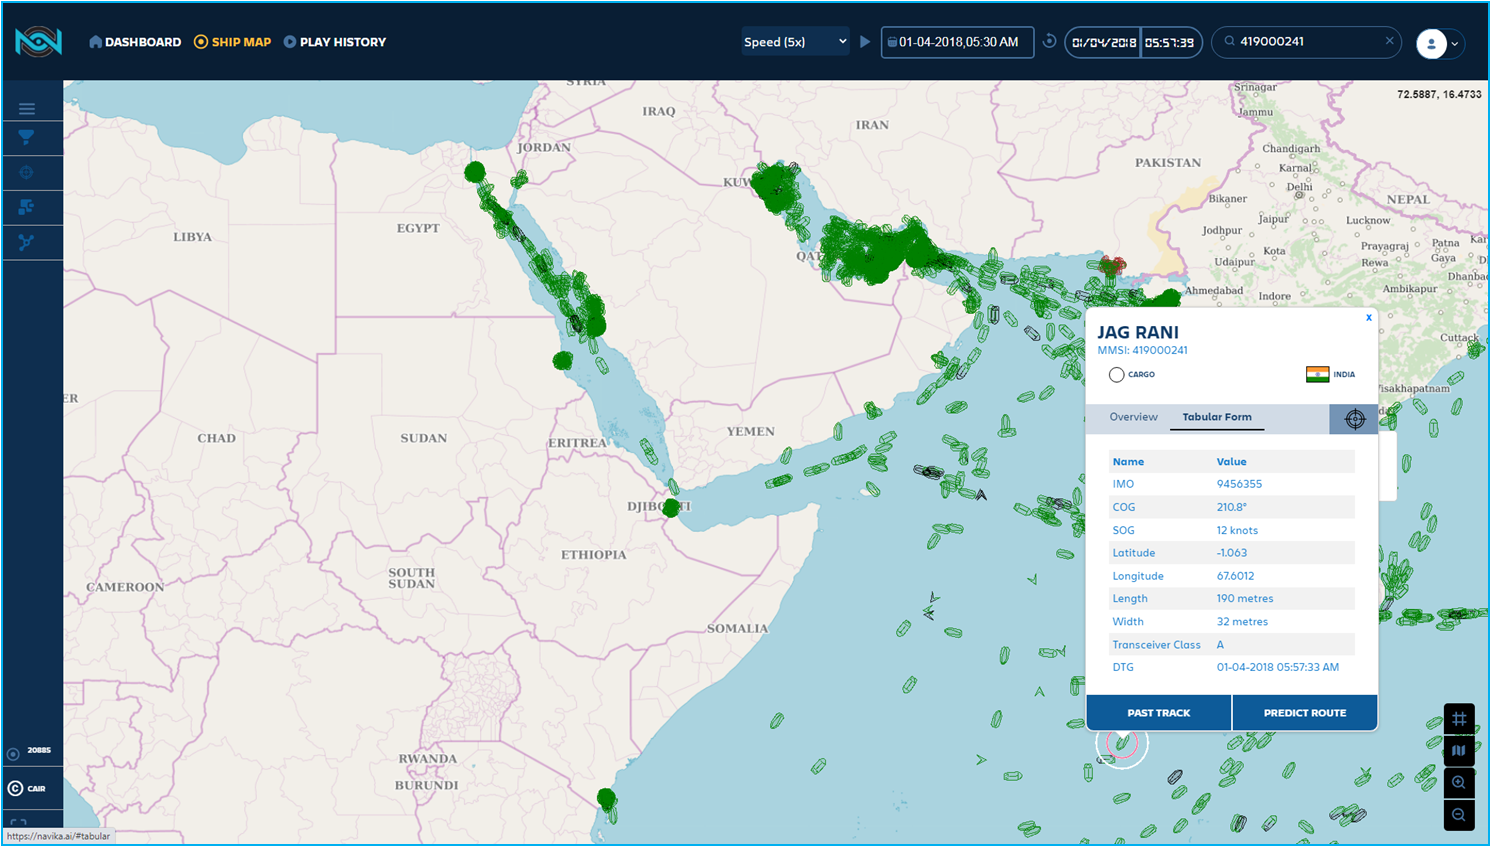 DASHBOARD SHIP MAP PLAY HISTORY Speed (5x) 01-04-2018,05:30 AM 01/04/2018 05:57:39 419000241
72.5887, 16.4733
SYRIA
Srinagar
IRAQ
Jammu
IRAN
JORDAN
Chandigarh
PAKISTAN
Karnal
KUW
Delhi
Bikaner
NEPAL
Jaipur
Lucknow
EGYPT
Jodhpur
LIBYA
Kota
Prayagraj
Patna
Kar
QAT
Udaipur
Rewa
Gaya
Dhanbad
Ahmedabad
Indore
Ambikapur
Cuttack
Visakhapatnam
ER
CHAD
SUDAN
ERITREA
YEMEN
DJIBOUTI
ETHIOPIA
CAMEROON
SOUTH
SUDAN
SOMALIA
RWANDA
BURUNDI
x
JAG RANI
MMSI: 419000241
CARGO INDIA
Overview Tabular Form
Name Value
IMO 9456355
COG 210.8°
SOG 12 knots
Latitude -1.063
Longitude 67.6012
Length 190 metres
Width 32 metres
Transceiver Class A
DTG 01-04-2018 05:57:33 AM
PAST TRACK PREDICT ROUTE
20885
© CAIR
https://navika.ai/#tabular